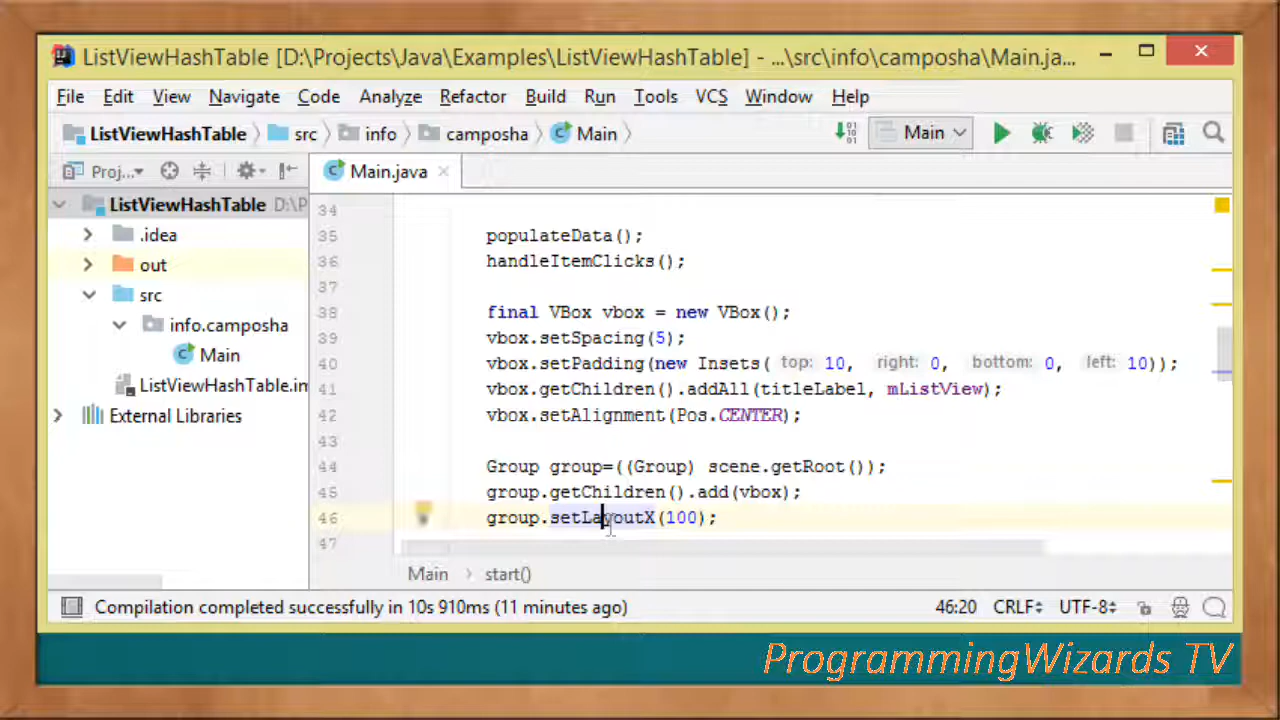 ListViewHashTable [D:\Projects\Java\Examples\ListViewHashTable] - ...\src\info\camposha\Main.ja...
File Edit View Navigate Code Analyze Refactor Build Run Tools VCS Window Help
ListViewHashTable src info camposha Main Main
Proj... Main.java
ListViewHashTable D:\P
.idea
out
src
info.camposha
Main
ListViewHashTable.im
External Libraries
34
35 populateData();
36 handleItemClicks();
37
38 final VBox vbox = new VBox();
39 vbox.setSpacing(5);
40 vbox.setPadding(new Insets( top: 10, right: 0, bottom: 0, left: 10));
41 vbox.getChildren().addAll(titleLabel, mListView);
42 vbox.setAlignment(Pos.CENTER);
43
44 Group group=((Group) scene.getRoot());
45 group.getChildren().add(vbox);
46 group.setLayoutX(100);
47
Main start()
Compilation completed successfully in 10s 910ms (11 minutes ago) 46:20 CRLF UTF-8
ProgrammingWizards TV